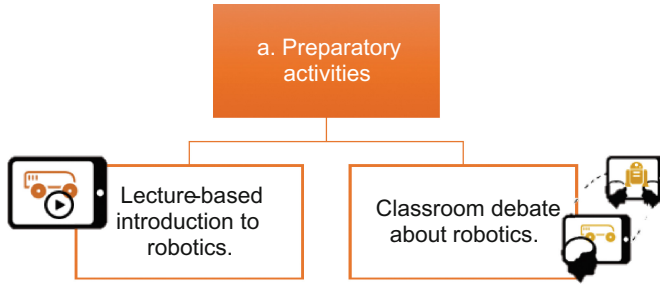 a. Preparatory
activities
Lecture-based
introduction to
robotics.
Classroom debate
about robotics.